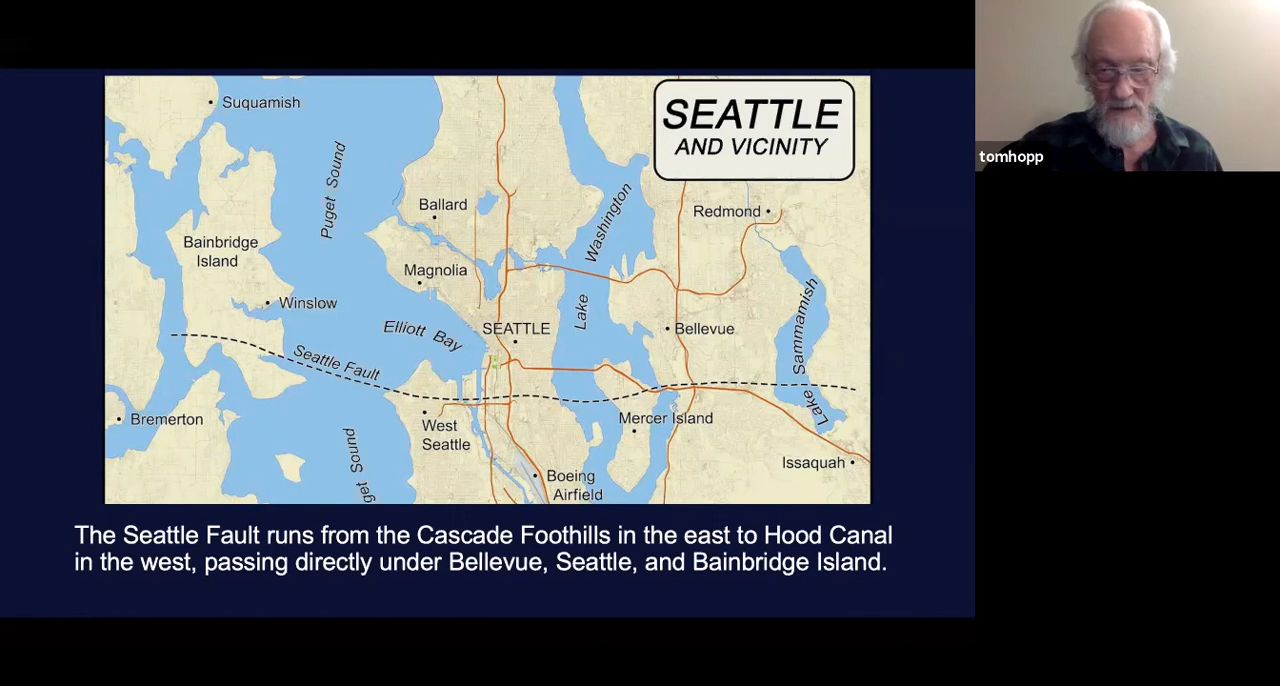 SEATTLE
AND VICINITY
tomhopp
Suquamish
Puget Sound
Ballard
Redmond
Bainbridge
Island
Washington
Magnolia
Lake
Winslow
Elliott Bay
SEATTLE
Bellevue
Lake Sammamish
Seattle Fault
Bremerton
West
Seattle
Mercer Island
get Sound
Issaquah
Boeing
Airfield
The Seattle Fault runs from the Cascade Foothills in the east to Hood Canal
in the west, passing directly under Bellevue, Seattle, and Bainbridge Island.